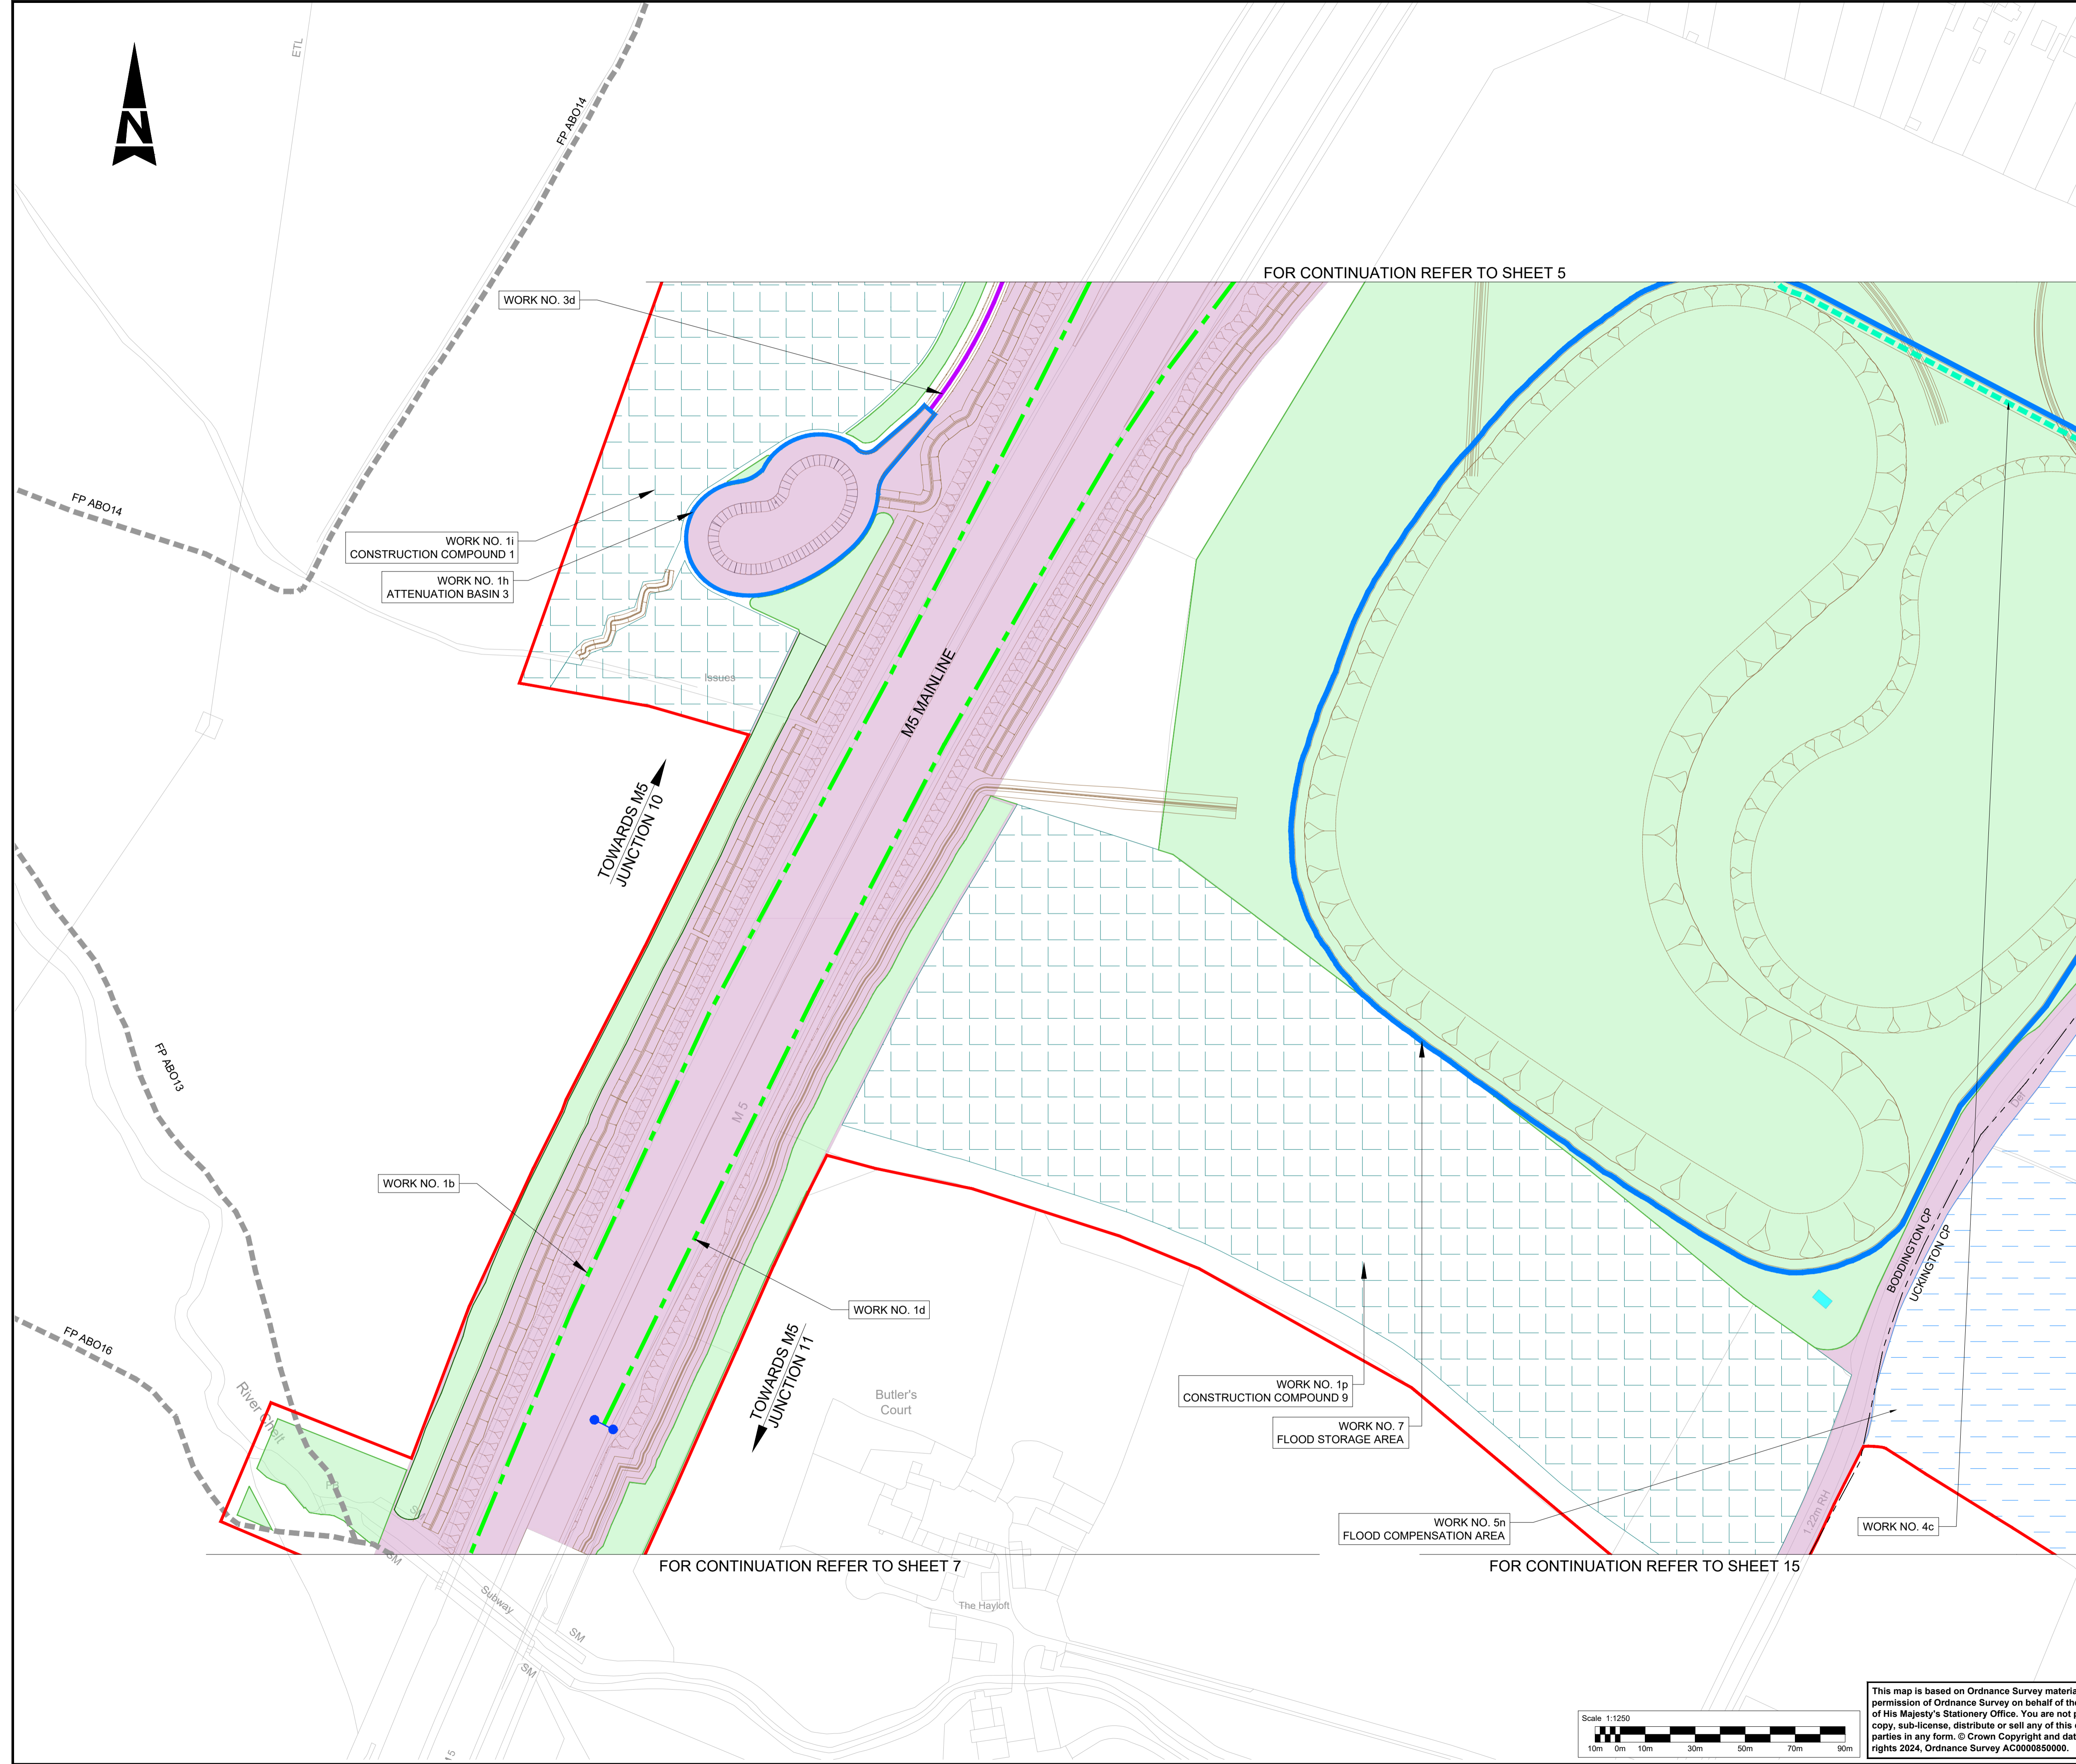 ETL
FP ABO14
N
FOR CONTINUATION REFER TO SHEET 5
WORK NO. 3d
FP ABO14
WORK NO. 1i
CONSTRUCTION COMPOUND 1
WORK NO. 1h
ATTENUATION BASIN 3
Issues
M5 MAINLINE
TOWARDS M5
JUNCTION 10
FP ABO13
M 5
WORK NO. 1b
WORK NO. 1d
TOWARDS M5
JUNCTION 11
FP ABO16
River Chelt
FB
SM
SM
Butler's
Court
Def
BODDINGTON CP
UCKINGTON CP
WORK NO. 1p
CONSTRUCTION COMPOUND 9
WORK NO. 7
FLOOD STORAGE AREA
WORK NO. 5n
FLOOD COMPENSATION AREA
1.22m RH
WORK NO. 4c
FOR CONTINUATION REFER TO SHEET 7
FOR CONTINUATION REFER TO SHEET 15
Subway
SM
SM
The Hayloft
M 5
Scale 1:1250
10m 0m 10m 30m 50m 70m 90m
This map is based on Ordnance Survey
permission of Ordnance Survey on behalf of
of His Majesty's Stationery Office. You are not
copy, sub-license, distribute or sell any of this
parties in any form. © Crown Copyright and
rights 2024, Ordnance Survey AC0000850000.